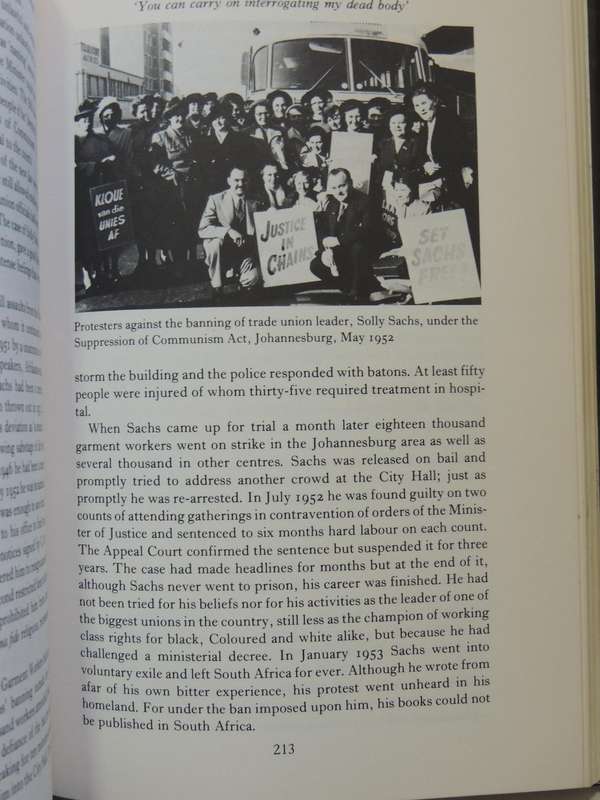 'You can carry on interrogating my dead body'
KLOUE
van die
UNIES
AF
JUSTICE
IN
CHAINS
SET
SACHS
FREE
Protesters against the banning of trade union leader, Solly Sachs, under the
Suppression of Communism Act, Johannesburg, May 1952
storm the building and the police responded with batons. At least fifty
people were injured of whom thirty-five required treatment in hospi-
tal.
When Sachs came up for trial a month later eighteen thousand
garment workers went on strike in the Johannesburg area as well as
several thousand in other centres. Sachs was released on bail and
promptly tried to address another crowd at the City Hall; just as
promptly he was re-arrested. In July 1952 he was found guilty on two
counts of attending gatherings in contravention of orders of the Minis-
ter of Justice and sentenced to six months hard labour on each count.
The Appeal Court confirmed the sentence but suspended it for three
years. The case had made headlines for months but at the end of it,
although Sachs never went to prison, his career was finished. He had
not been tried for his beliefs nor for his activities as the leader of one of
the biggest unions in the country, still less as the champion of working
class rights for black, Coloured and white alike, but because he had
challenged a ministerial decree. In January 1953 Sachs went into
voluntary exile and left South Africa for ever. Although he wrote from
afar of his own bitter experience, his protest went unheard in his
homeland. For under the ban imposed upon him, his books could not
be published in South Africa.
213